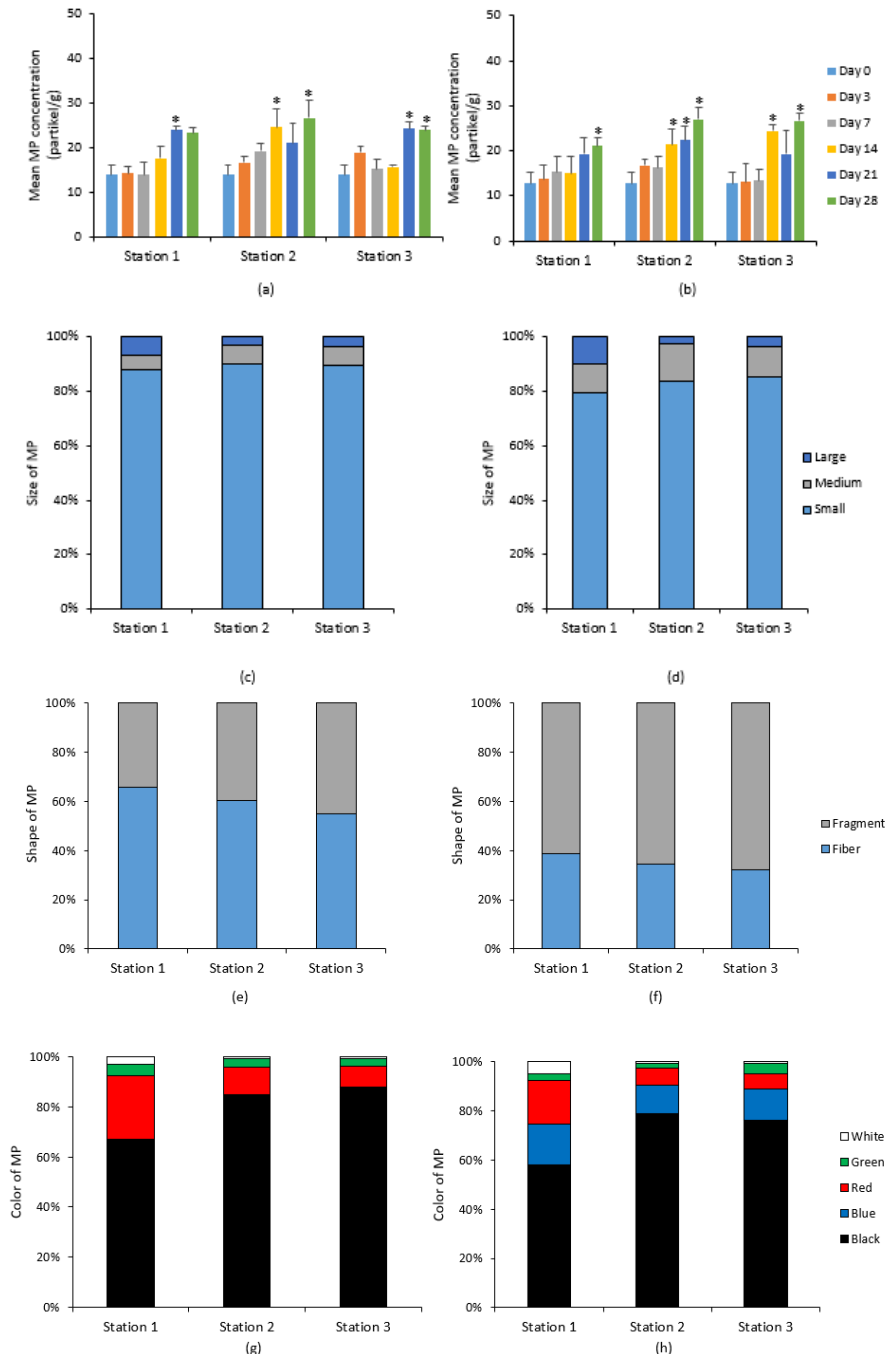 50
40
30
20
10
0
Mean MP concentration
(partikel/g)
*
*
*
*
*
Station 1
Station 2
Station 3
(a)
50
40
30
20
10
0
Mean MP concentration
(partikel/g)
*
*
*
*
*
*
Station 1
Station 2
Station 3
(b)
Day 0
Day 3
Day 7
Day 14
Day 21
Day 28
100%
80%
60%
40%
20%
0%
Size of MP
Station 1
Station 2
Station 3
(c)
100%
80%
60%
40%
20%
0%
Size of MP
Station 1
Station 2
Station 3
(d)
Large
Medium
Small
100%
80%
60%
40%
20%
0%
Shape of MP
Station 1
Station 2
Station 3
(e)
100%
80%
60%
40%
20%
0%
Shape of MP
Station 1
Station 2
Station 3
(f)
Fragment
Fiber
100%
80%
60%
40%
20%
0%
Color of MP
Station 1
Station 2
Station 3
(g)
100%
80%
60%
40%
20%
0%
Color of MP
Station 1
Station 2
Station 3
(h)
White
Green
Red
Blue
Black